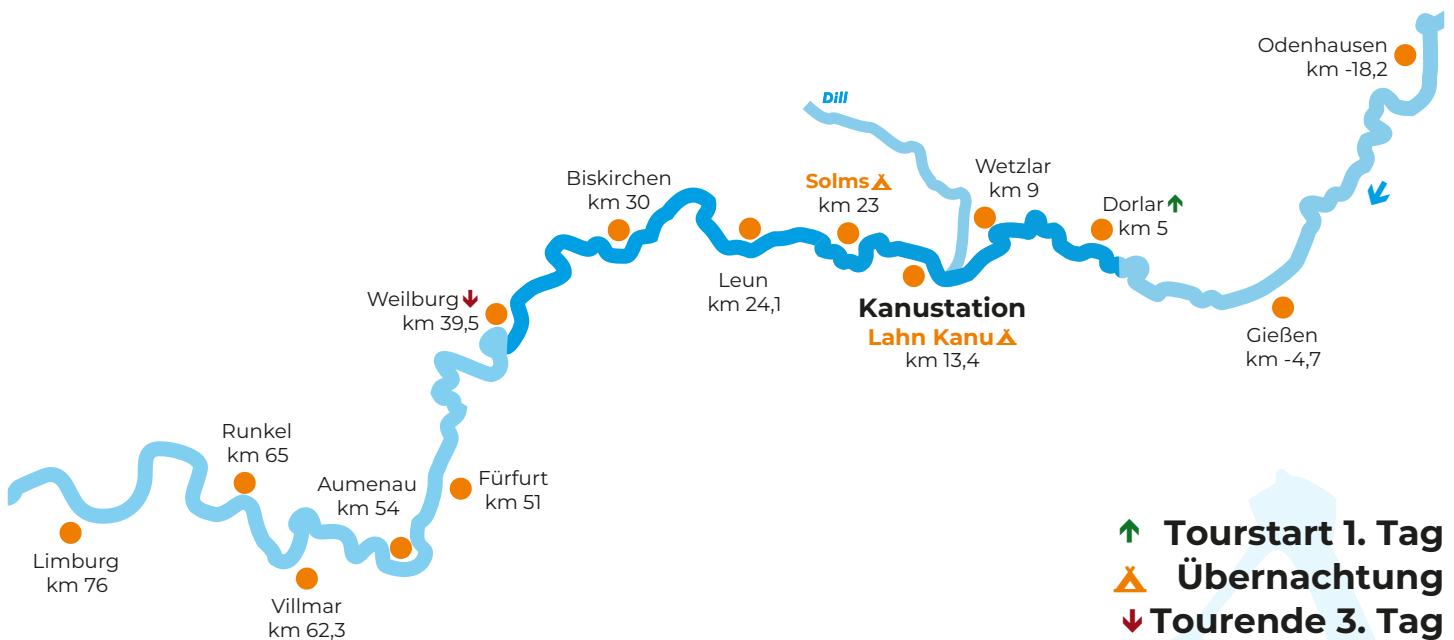 Odenhausen
km -18,2
Dill
Wetzlar
km 9
Biskirchen
km 30
Solms
km 23
Dorlar
km 5
Leun
km 24,1
Weilburg
km 39,5
Kanustation
Lahn Kanu
km 13,4
Gießen
km -4,7
Runkel
km 65
Aumenau
km 54
Fürfurt
km 51
Limburg
km 76
Villmar
km 62,3
Tourstart 1. Tag
Übernachtung
Tourende 3. Tag